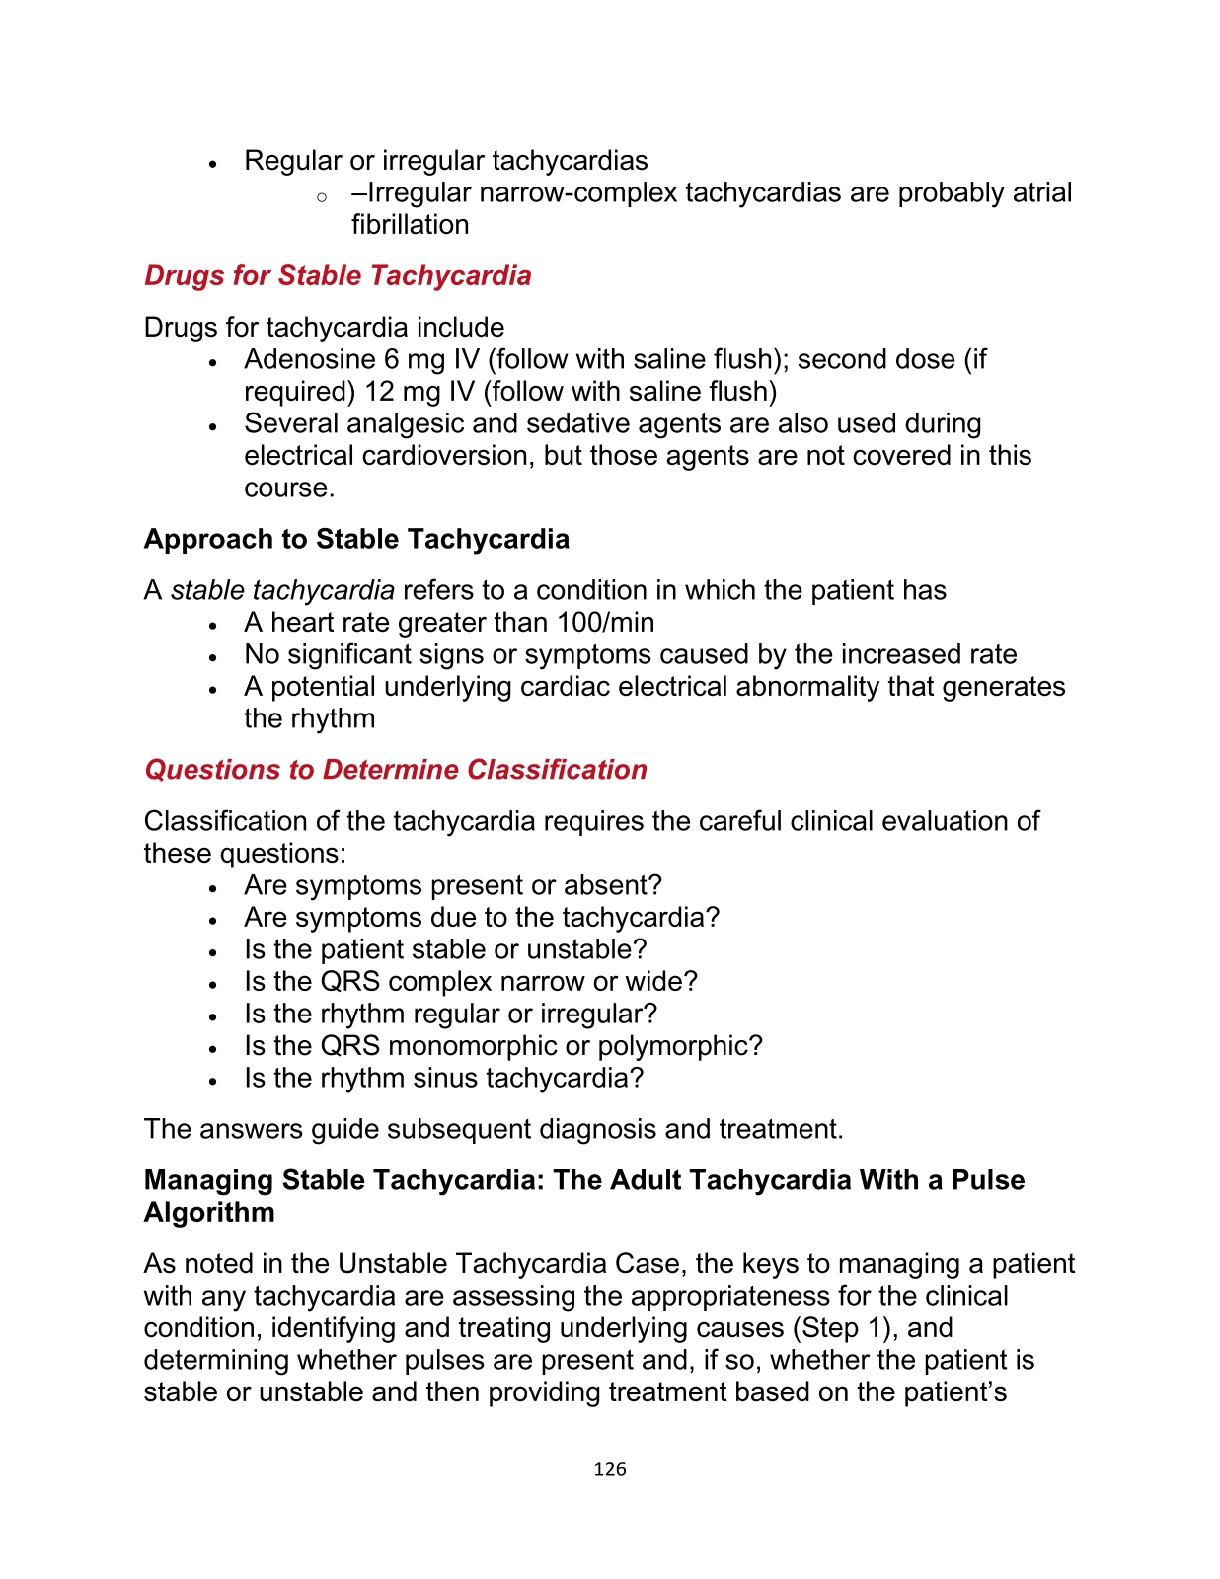 • Regular or irregular tachycardias
o –Irregular narrow-complex tachycardias are probably atrial
fibrillation
Drugs for Stable Tachycardia
Drugs for tachycardia include
• Adenosine 6 mg IV (follow with saline flush); second dose (if
required) 12 mg IV (follow with saline flush)
• Several analgesic and sedative agents are also used during
electrical cardioversion, but those agents are not covered in this
course.
Approach to Stable Tachycardia
A stable tachycardia refers to a condition in which the patient has
• A heart rate greater than 100/min
• No significant signs or symptoms caused by the increased rate
• A potential underlying cardiac electrical abnormality that generates
the rhythm
Questions to Determine Classification
Classification of the tachycardia requires the careful clinical evaluation of
these questions:
• Are symptoms present or absent?
• Are symptoms due to the tachycardia?
• Is the patient stable or unstable?
• Is the QRS complex narrow or wide?
• Is the rhythm regular or irregular?
• Is the QRS monomorphic or polymorphic?
• Is the rhythm sinus tachycardia?
The answers guide subsequent diagnosis and treatment.
Managing Stable Tachycardia: The Adult Tachycardia With a Pulse
Algorithm
As noted in the Unstable Tachycardia Case, the keys to managing a patient
with any tachycardia are assessing the appropriateness for the clinical
condition, identifying and treating underlying causes (Step 1), and
determining whether pulses are present and, if so, whether the patient is
stable or unstable and then providing treatment based on the patient’s
126